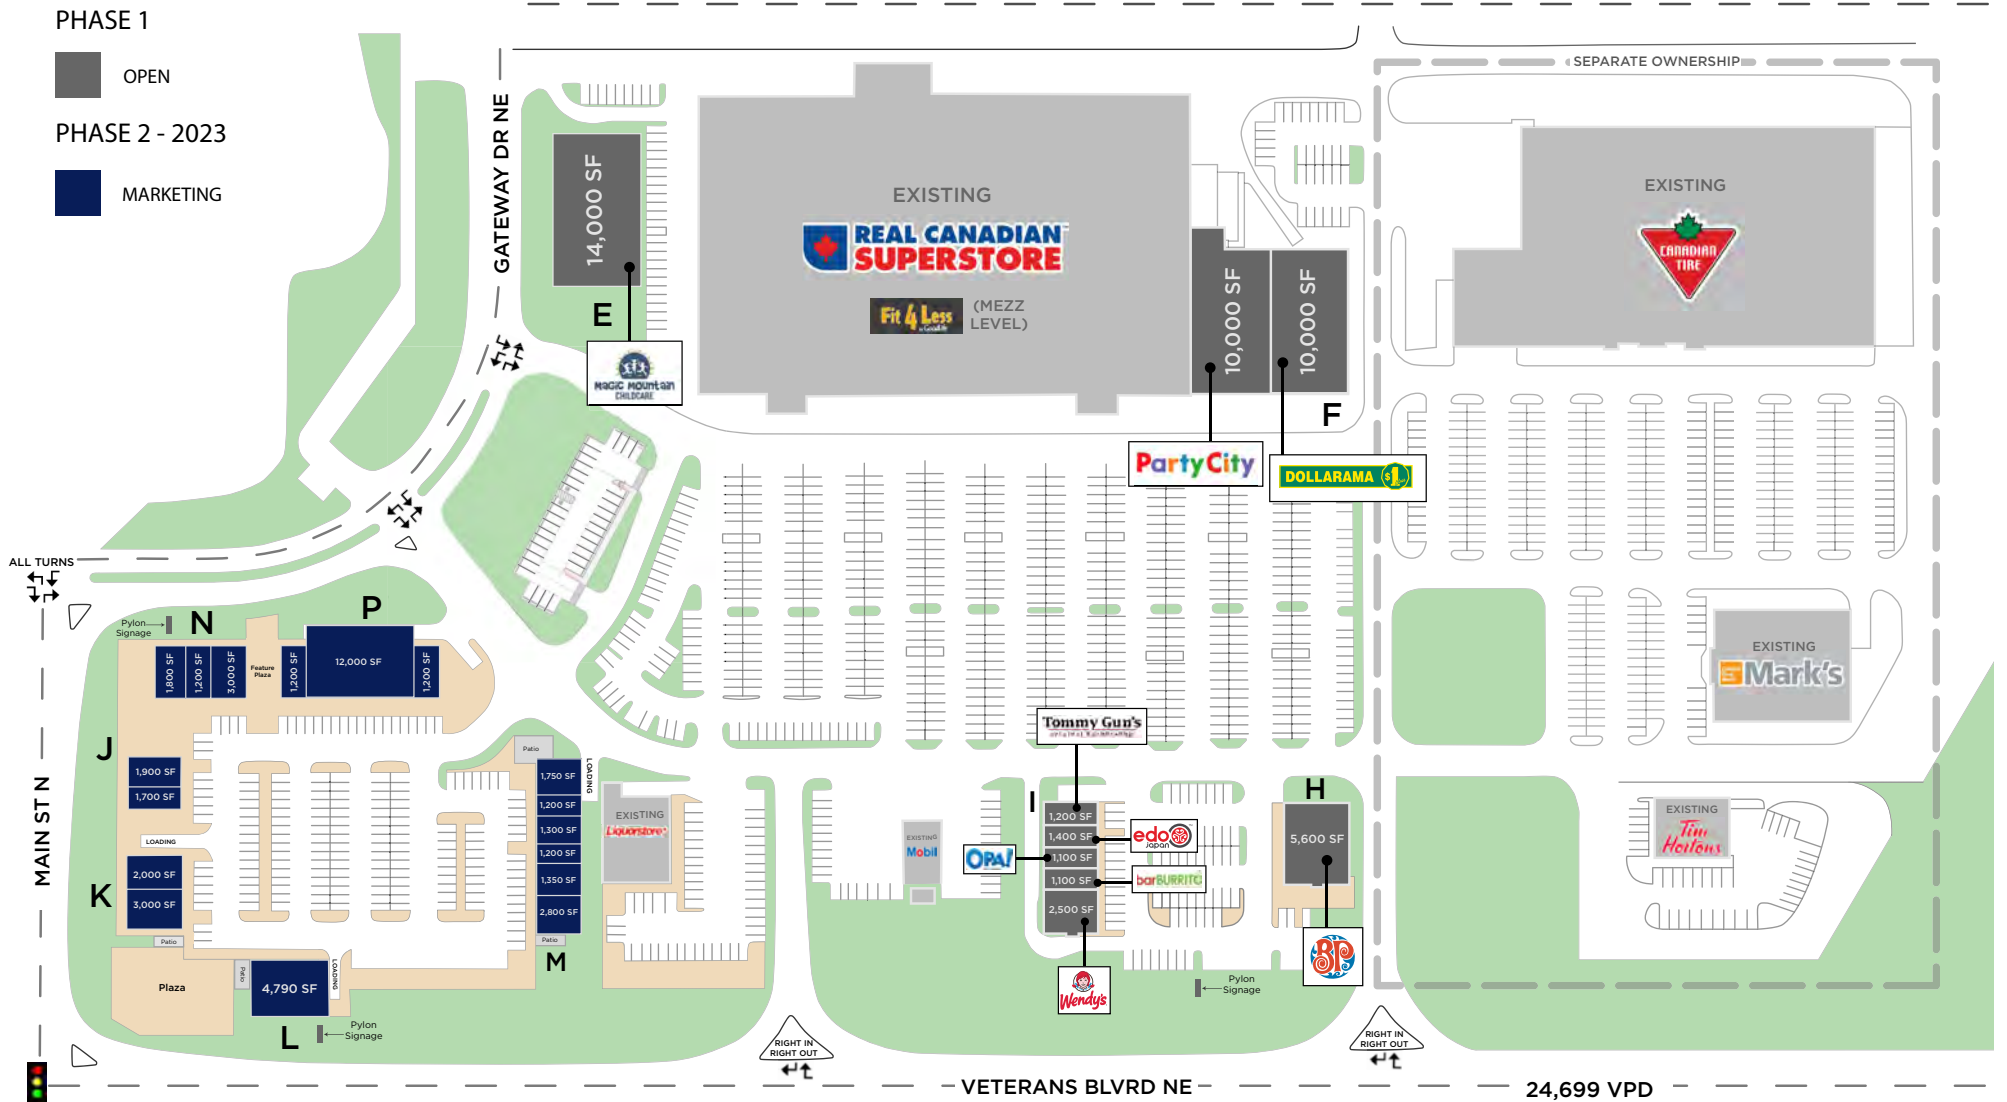 PHASE 1
OPEN
PHASE 2 - 2023
MARKETING
SEPARATE OWNERSHIP
GATEWAY DR NE
14,000 SF
E
MAGIC MOUNTAIN
CHILDCARE
EXISTING
REAL CANADIAN
SUPERSTORE
Fit 4 Less
(MEZZ
LEVEL)
10,000 SF
10,000 SF
F
PartyCity
DOLLARAMA $1
EXISTING
CANADIAN
TIRE
ALL TURNS
MAIN ST N
Pylon
Signage
N
P
1,800 SF
1,200 SF
3,000 SF
Feature
Plaza
1,200 SF
12,000 SF
1,200 SF
J
1,900 SF
1,700 SF
LOADING
K
2,000 SF
3,000 SF
Patio
Plaza
Patio
4,790 SF
LOADING
L
Pylon
Signage
Patio
LOADING
1,750 SF
1,200 SF
1,300 SF
1,200 SF
1,350 SF
2,800 SF
Patio
M
EXISTING
Liquorstore
EXISTING
Mobil
Tommy Gun's
I
1,200 SF
1,400 SF
1,100 SF
1,100 SF
2,500 SF
OPA!
edo
Japan
barBURRITO
Wendy's
H
5,600 SF
BP
Pylon
Signage
EXISTING
Mark's
EXISTING
Tim
Hortons
RIGHT IN
RIGHT OUT
RIGHT IN
RIGHT OUT
VETERANS BLVRD NE
24,699 VPD